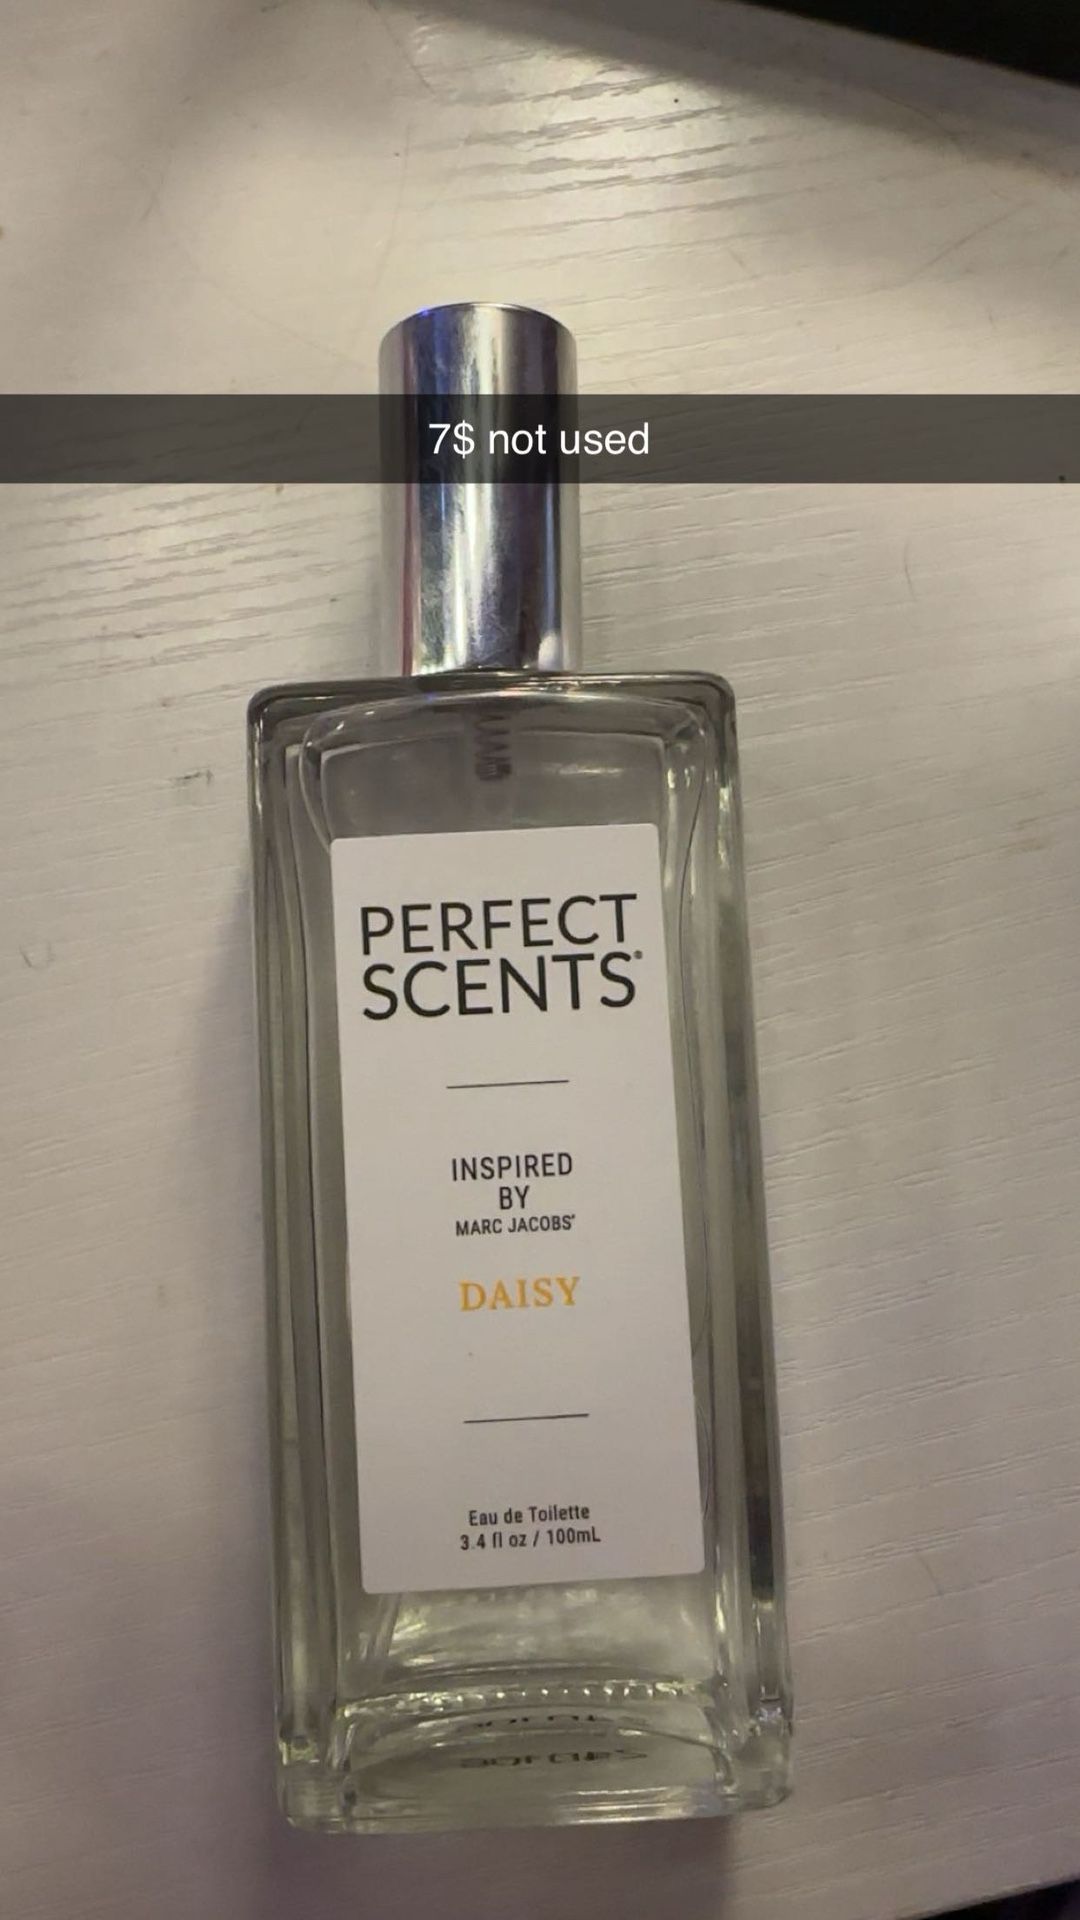 7$ not used
PERFECT
SCENTS®
INSPIRED
BY
MARC JACOBS'
DAISY
Eau de Toilette
3.4 fl oz / 100mL